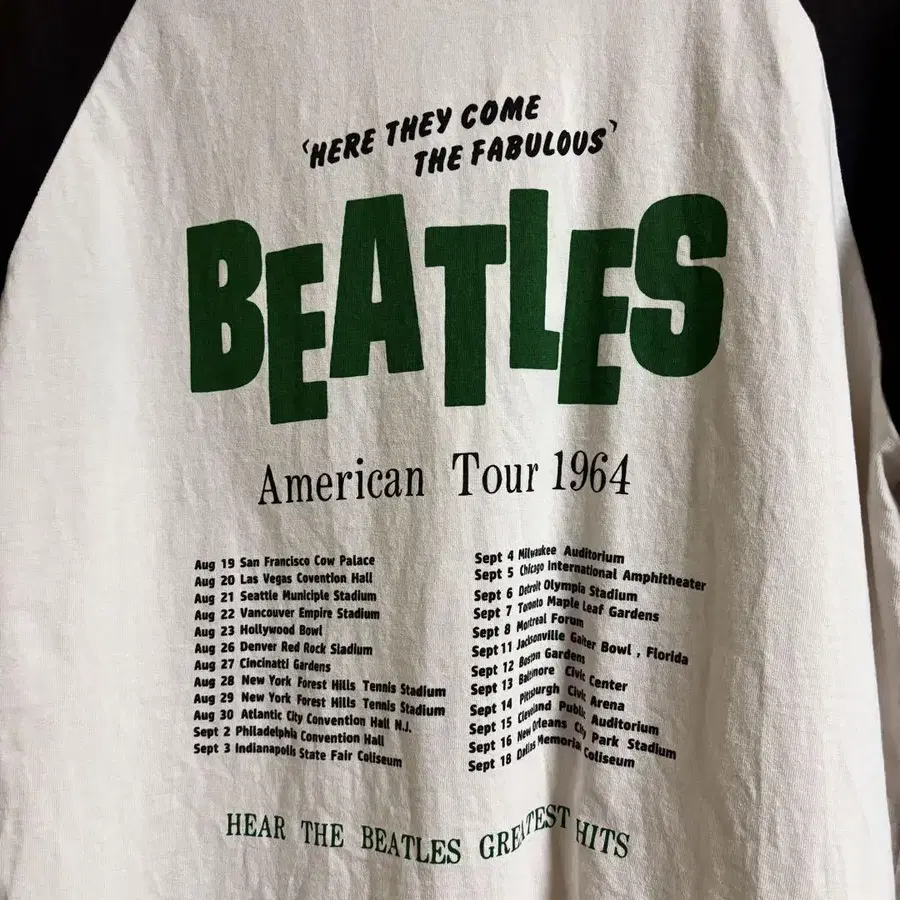 'HERE THEY COME
THE FABULOUS'
BEATLES
American Tour 1964
Aug 19 San Francisco Cow Palace
Aug 20 Las Vegas Covention Hall
Aug 21 Seattle Municiple Stadium
Aug 22 Vancouver Empire Stadium
Aug 23 Hollywood Bowl
Aug 26 Denver Red Rock Sladium
Aug 27 Cincinatti Gardens
Aug 28 New York Forest Hills Tennis Stadium
Aug 29 New York Forest Hills Tennis Stadium
Aug 30 Atlantic City Convention Hall N.J.
Sept 2 Philadelphia Convention Hall
Sept 3 Indianapolis State Fair Coliseum
Sept 4 Milwaukee Auditorium
Sept 5 Chicago International Amphitheater
Sept 6 Detroit Olympia Stadium
Sept 7 Toronto Maple Leaf Gardens
Sept 8 Montreal Forum
Sept 11 Jacksonville Gaiter Bowl , Florida
Sept 12 Boston Gardens
Sept 13 Baltimore Civic Center
Sept 14 Pittsburgh Civic Arena
Sept 15 Cleveland Public Auditorium
Sept 16 New Orleans City Park Stadium
Sept 18 Dallas Memorial Coliseum
HEAR THE BEATLES GREATEST HITS